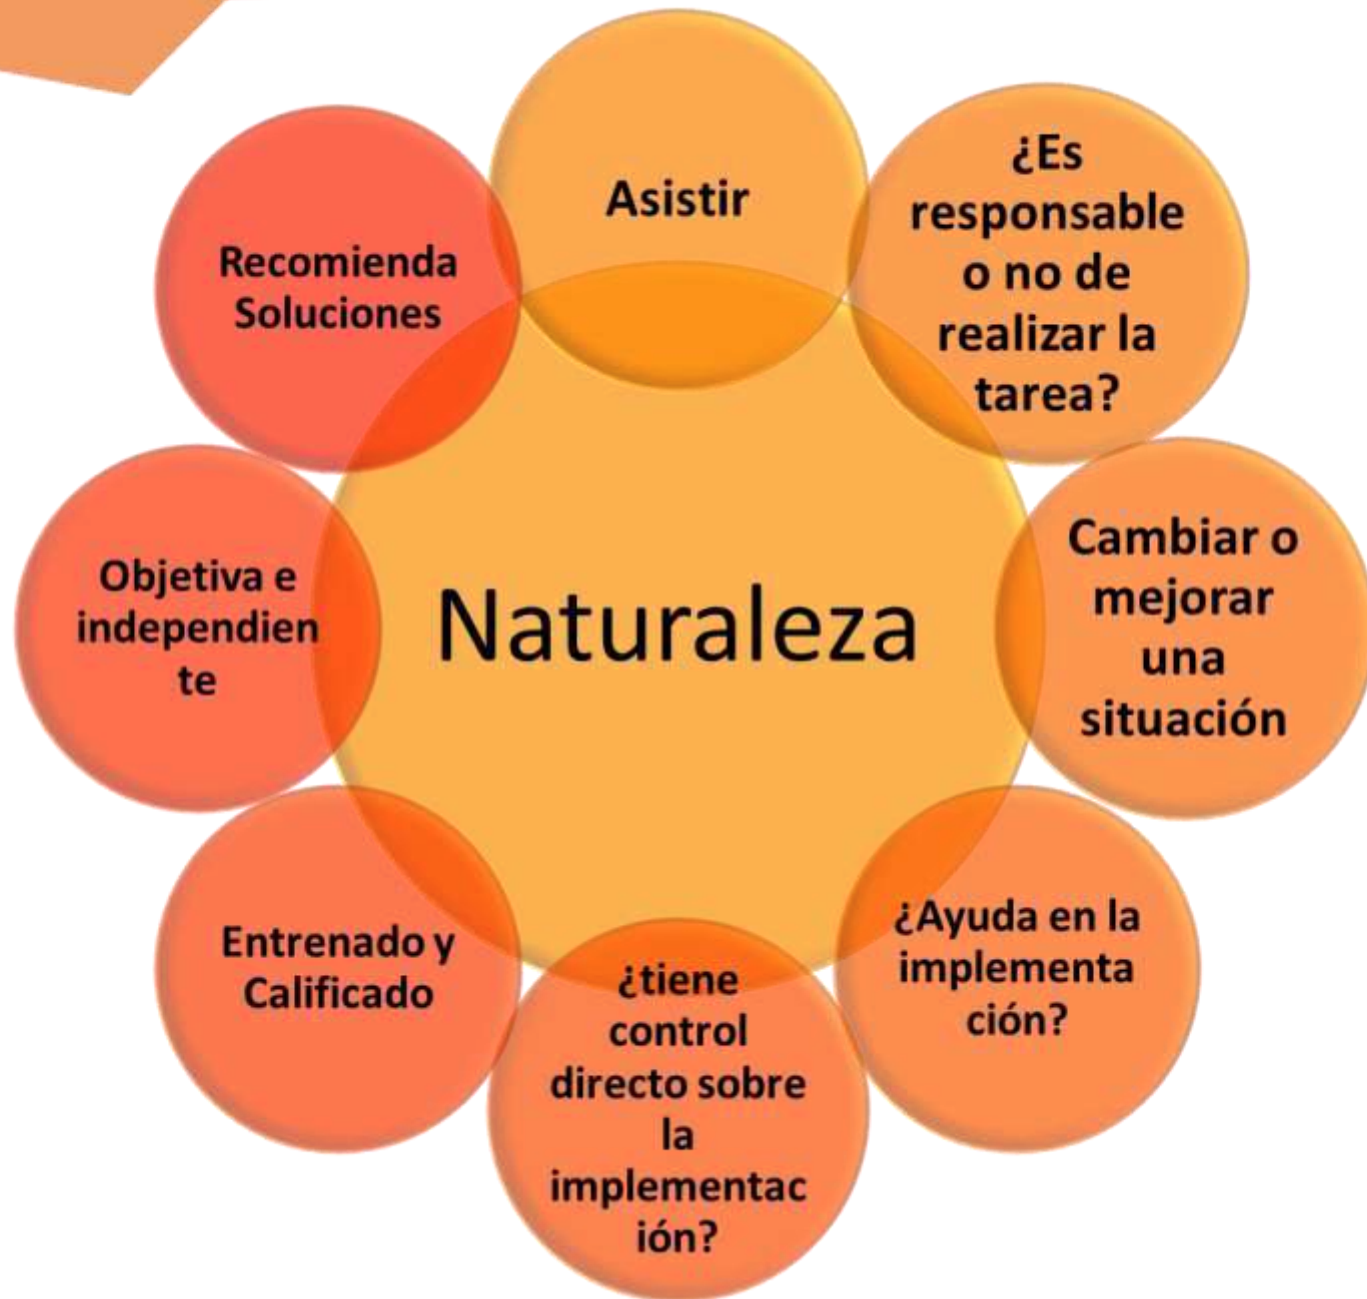 Asistir
¿Es
responsable
o no de
realizar la
tarea?
Cambiar o
mejorar
una
situación
¿Ayuda en la
implementa
ción?
¿tiene
control
directo sobre
la
implementac
ión?
Entrenado y
Calificado
Objetiva e
independien
te
Recomienda
Soluciones
Naturaleza